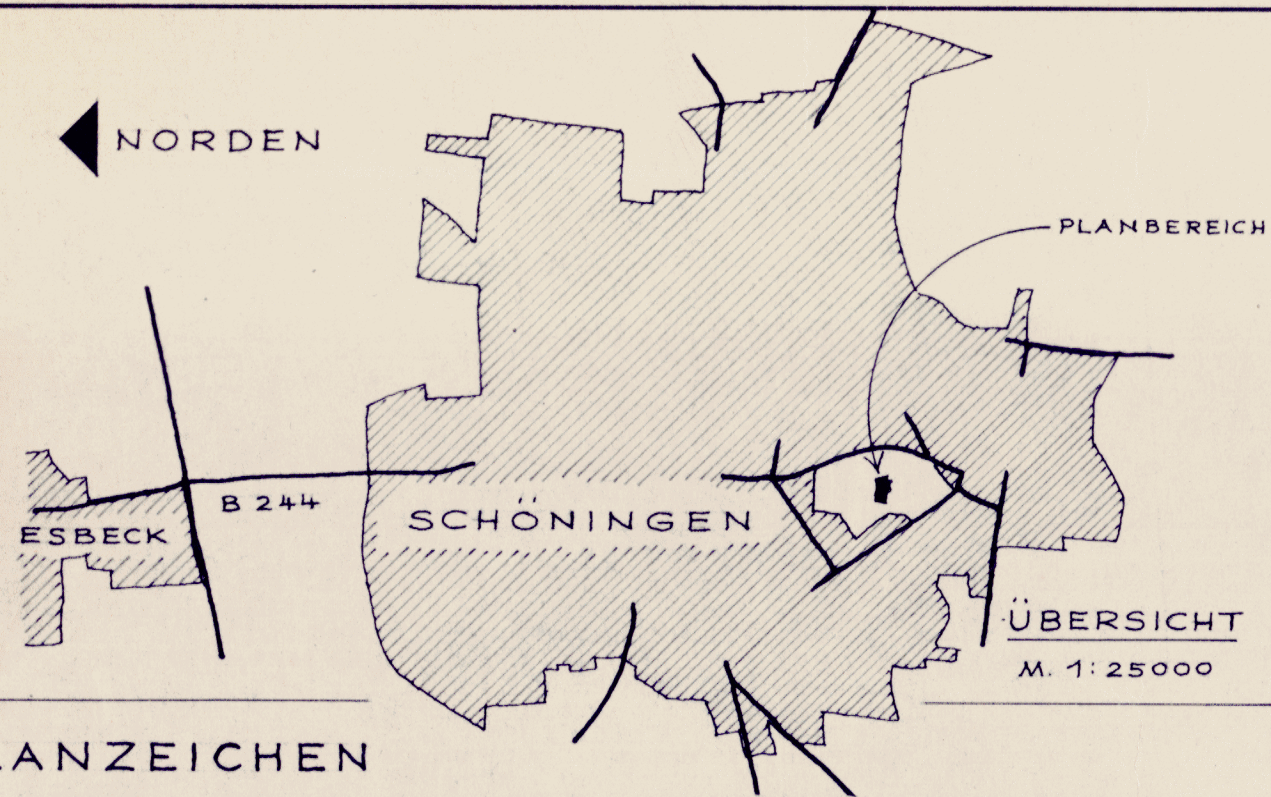 NORDEN
PLANBEREICH
B 244
SCHÖNINGEN
ESBECK
ÜBERSICHT
M. 1:25000
ANZEICHEN